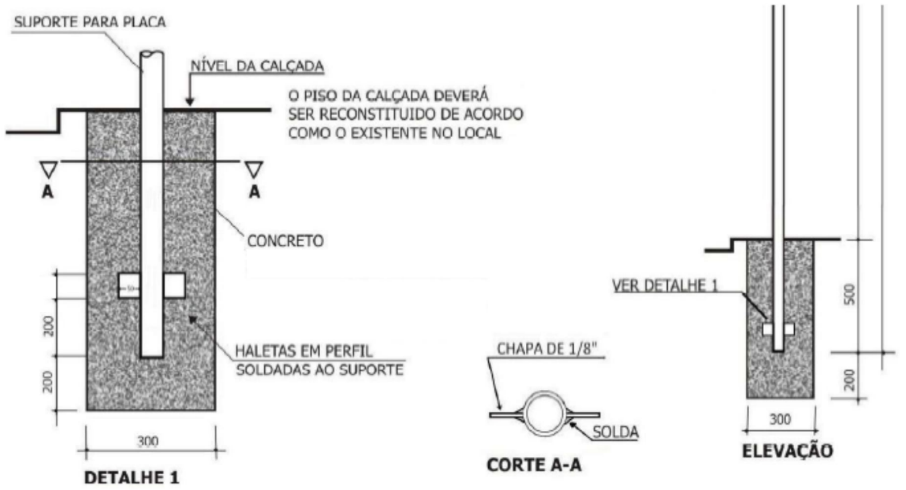 SUPORTE PARA PLACA
NÍVEL DA CALÇADA
O PISO DA CALÇADA DEVERÁ
SER RECONSTITUIDO DE ACORDO
COMO O EXISTENTE NO LOCAL
A
A
CONCRETO
200
HALETAS EM PERFIL
SOLDADAS AO SUPORTE
200
300
DETALHE 1
CHAPA DE 1/8"
SOLDA
CORTE A-A
VER DETALHE 1
500
200
300
ELEVAÇÃO